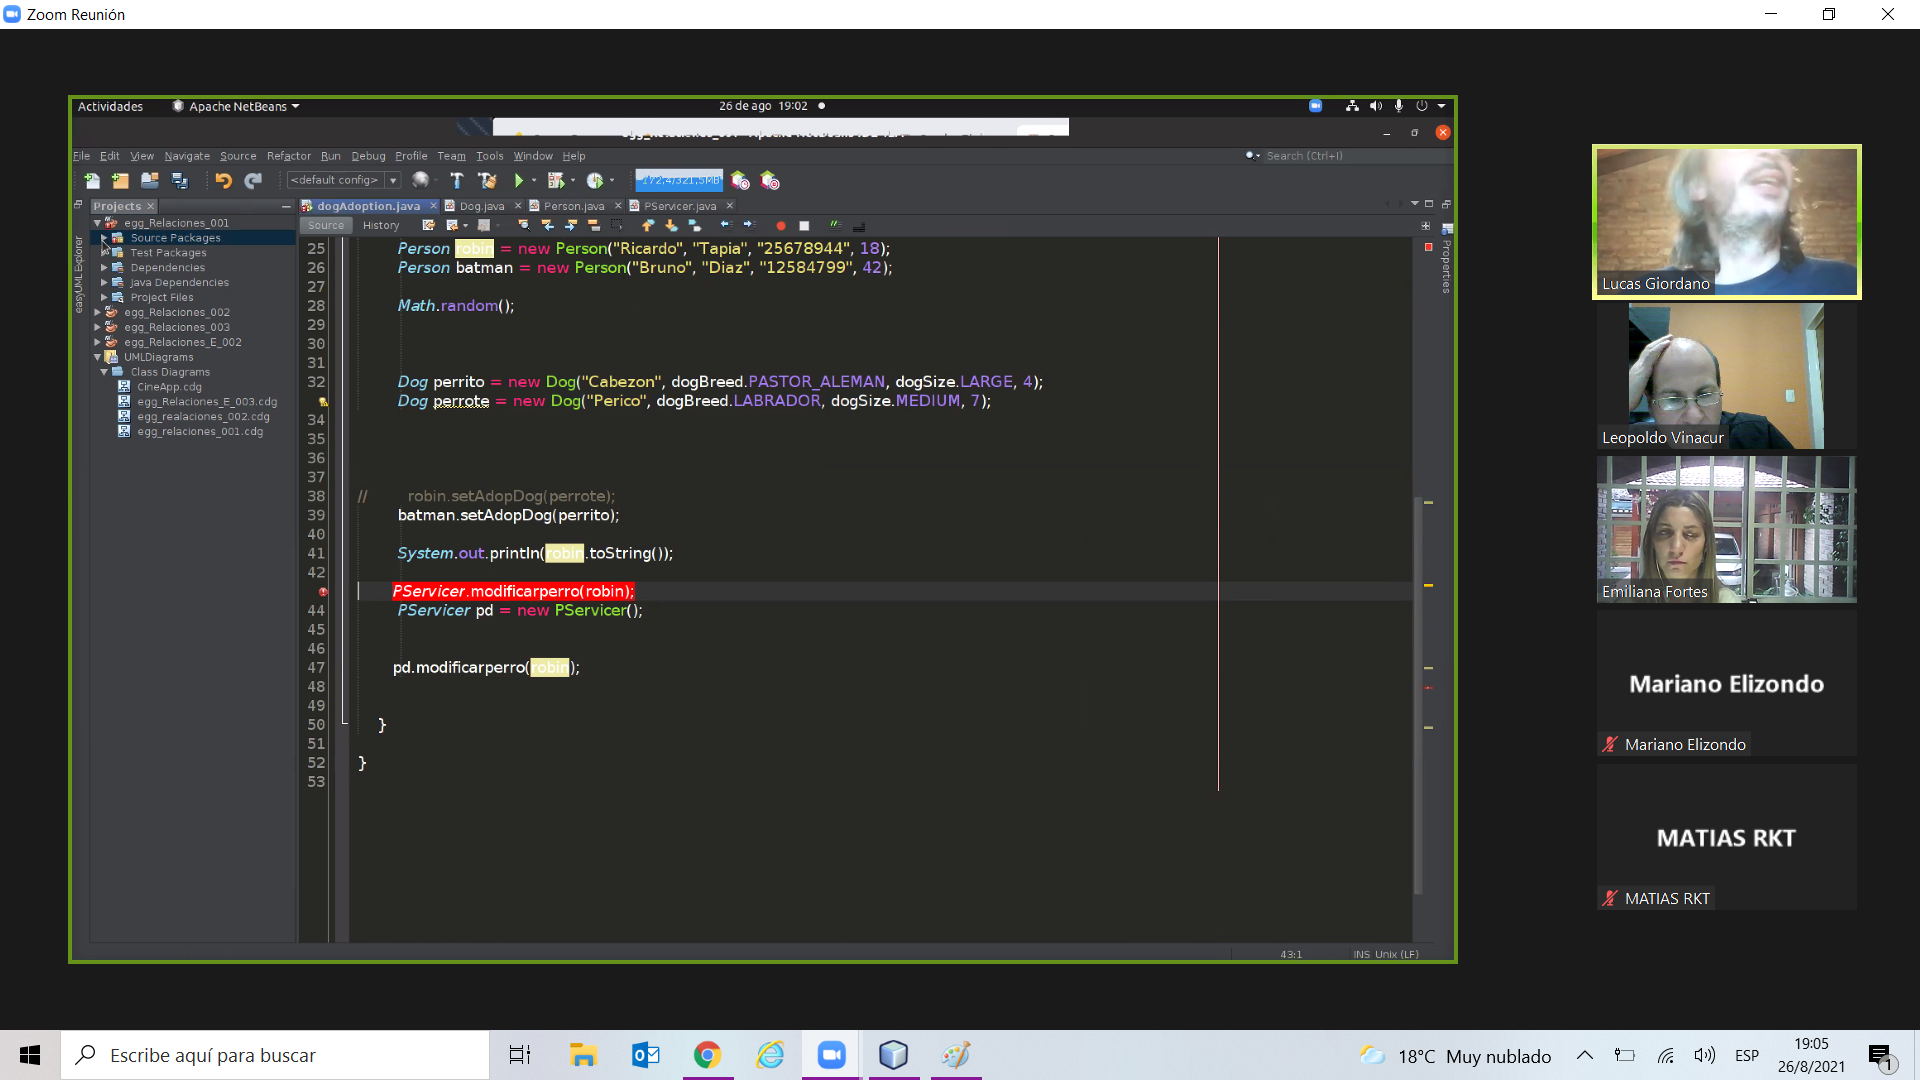 Zoom Reunión
Actividades
Apache NetBeans
26 de ago 19:02
File Edit View Navigate Source Refactor Run Debug Profile Team Tools Window Help
Search (Ctrl+I)
<default config>
172,4/321,5MB
Projects
dogAdoption.java
Dog.java
Person.java
PServicer.java
Source
History
easyUML Explorer
Properties
egg_Relaciones_001
Source Packages
Test Packages
Dependencies
Java Dependencies
Project Files
egg_Relaciones_002
egg_Relaciones_003
egg_Relaciones_E_002
UMLDiagrams
Class Diagrams
CineApp.cdg
egg_Relaciones_E_003.cdg
egg_realaciones_02.cdg
egg_relaciones_001.cdg
25 Person robin = new Person("Ricardo", "Tapia", "25678944", 18);
26 Person batman = new Person("Bruno", "Diaz", "12584799", 42);
27
28 Math.random();
29
30
31
32 Dog perrito = new Dog("Cabezon", dogBreed.PASTOR_ALEMAN, dogSize.LARGE, 4);
Dog perrote = new Dog("Perico", dogBreed.LABRADOR, dogSize.MEDIUM, 7);
34
35
36
37
38 // robin.setAdopDog(perrote);
39 batman.setAdopDog(perrito);
40
41 System.out.println(robin.toString());
42
PServicer.modificarperro(robin);
44 PServicer pd = new PServicer();
45
46
47 pd.modificarperro(robin);
48
49
50 }
51
52 }
53
43:1
INS Unix (LF)
Lucas Giordano
Leopoldo Vinacur
Emiliana Fortes
Mariano Elizondo
Mariano Elizondo
MATIAS RKT
MATIAS RKT
Escribe aquí para buscar
18°C Muy nublado
ESP
19:05
26/8/2021
1